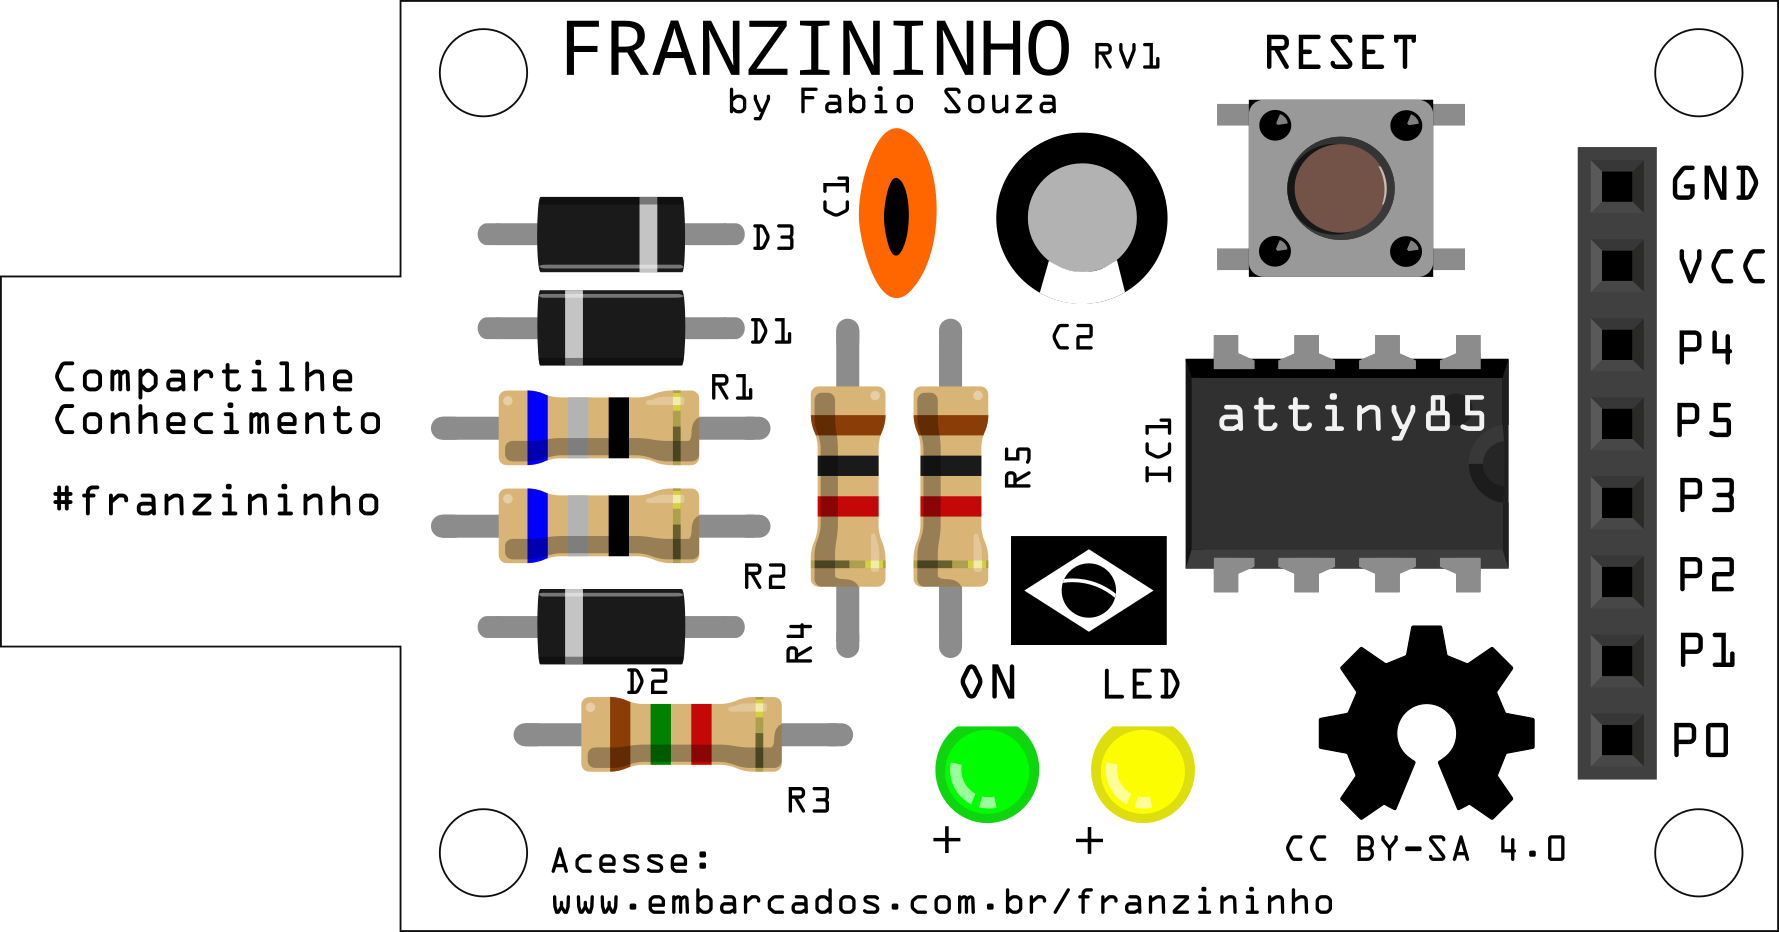 FRANZININHO
by Fabio Souza
RV1
RESET
C1
C2
D3
D1
R1
R2
D2
R3
R4
R5
IC1
attiny85
GND
VCC
P4
P5
P3
P2
P1
P0
Compartilhe
Conhecimento
#franzininho
ON
LED
+
+
CC BY-SA 4.0
Acesse:
www.embarcados.com.br/franzininho